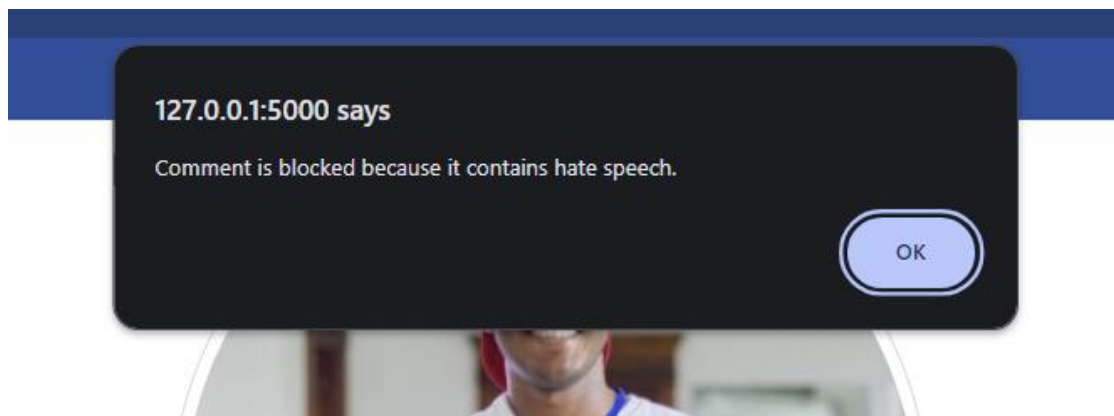 127.0.0.1:5000 says
Comment is blocked because it contains hate speech.
OK